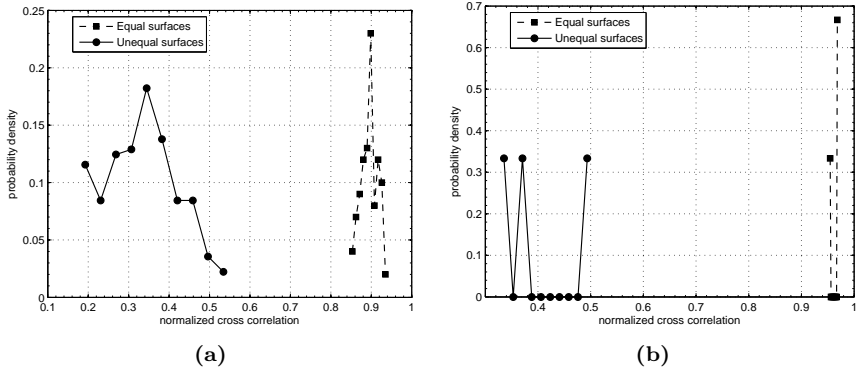 0.25
0.2
0.15
0.1
0.05
0
probability density
Equal surfaces
Unequal surfaces
0.1 0.2 0.3 0.4 0.5 0.6 0.7 0.8 0.9 1
normalized cross correlation
(a)
0.7
0.6
0.5
0.4
0.3
0.2
0.1
0
probability density
Equal surfaces
Unequal surfaces
0.4 0.5 0.6 0.7 0.8 0.9 1
normalized cross correlation
(b)